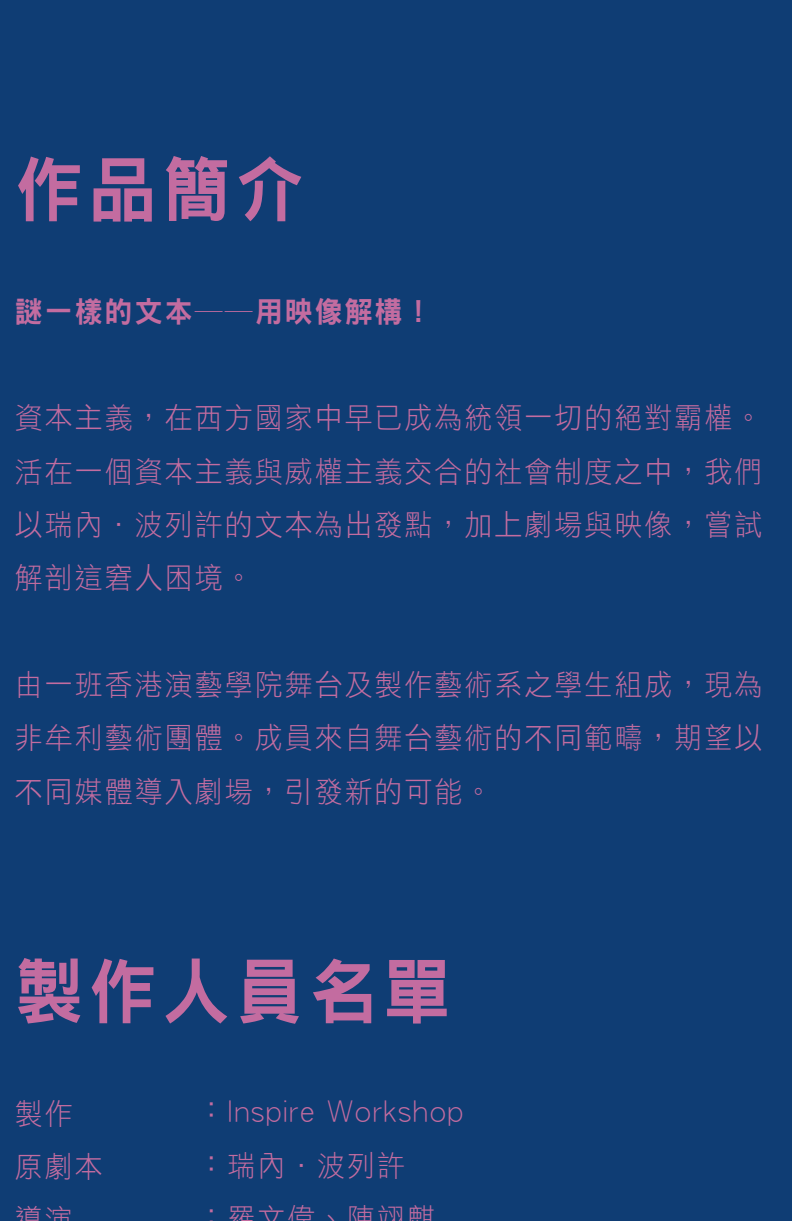 作品簡介
謎一樣的文本——用映像解構！
資本主義，在西方國家中早已成為統領一切的絕對霸權。
活在一個資本主義與威權主義交合的社會制度之中，我們
以瑞內．波列許的文本為出發點，加上劇場與映像，嘗試
解剖這窘人困境。
由一班香港演藝學院舞台及製作藝術系之學生組成，現為
非牟利藝術團體。成員來自舞台藝術的不同範疇，期望以
不同媒體導入劇場，引發新的可能。
製作人員名單
製作：Inspire Workshop
原劇本：瑞內．波列許
導演：羅文偉、陳翊麒